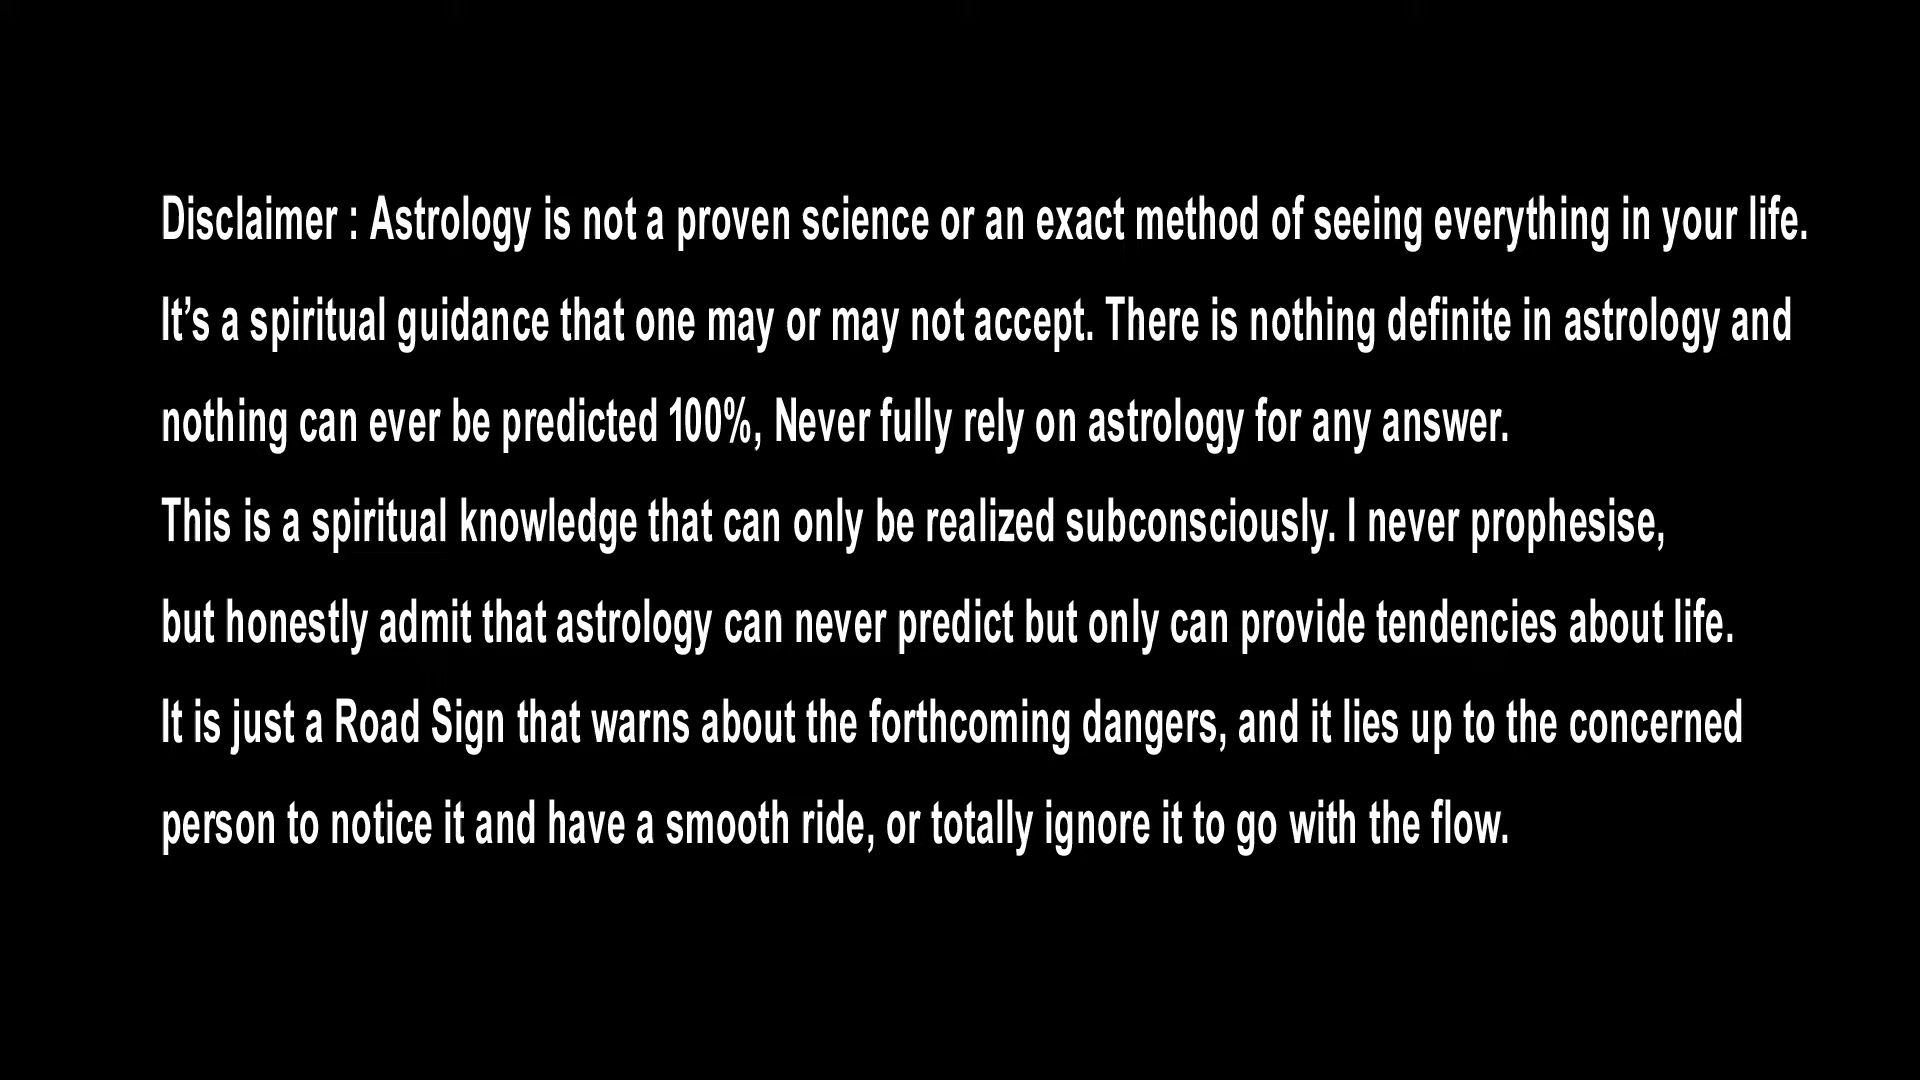 Disclaimer : Astrology is not a proven science or an exact method of seeing everything in your life.
It’s a spiritual guidance that one may or may not accept. There is nothing definite in astrology and
nothing can ever be predicted 100%, Never fully rely on astrology for any answer.
This is a spiritual knowledge that can only be realized subconsciously. I never prophesise,
but honestly admit that astrology can never predict but only can provide tendencies about life.
It is just a Road Sign that warns about the forthcoming dangers, and it lies up to the concerned
person to notice it and have a smooth ride, or totally ignore it to go with the flow.